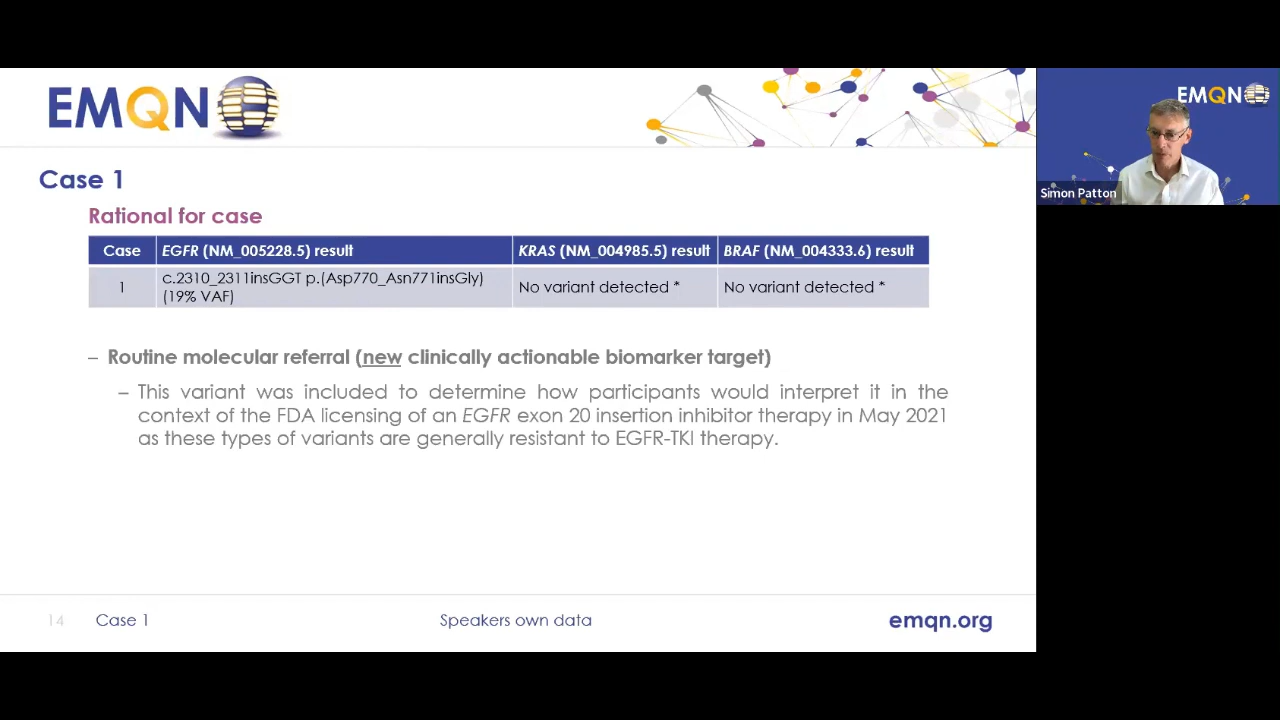 EMQN
EMQN
Simon Patton
Case 1
Rational for case
Case EGFR (NM_005228.5) result KRAS (NM_004985.5) result BRAF (NM_004333.6) result
1 c.2310_2311insGGT p.(Asp770_Asn771insGly) No variant detected * No variant detected *
(19% VAF)
– Routine molecular referral (new clinically actionable biomarker target)
– This variant was included to determine how participants would interpret it in the
context of the FDA licensing of an EGFR exon 20 insertion inhibitor therapy in May 2021
as these types of variants are generally resistant to EGFR-TKI therapy.
14 Case 1 Speakers own data emqn.org